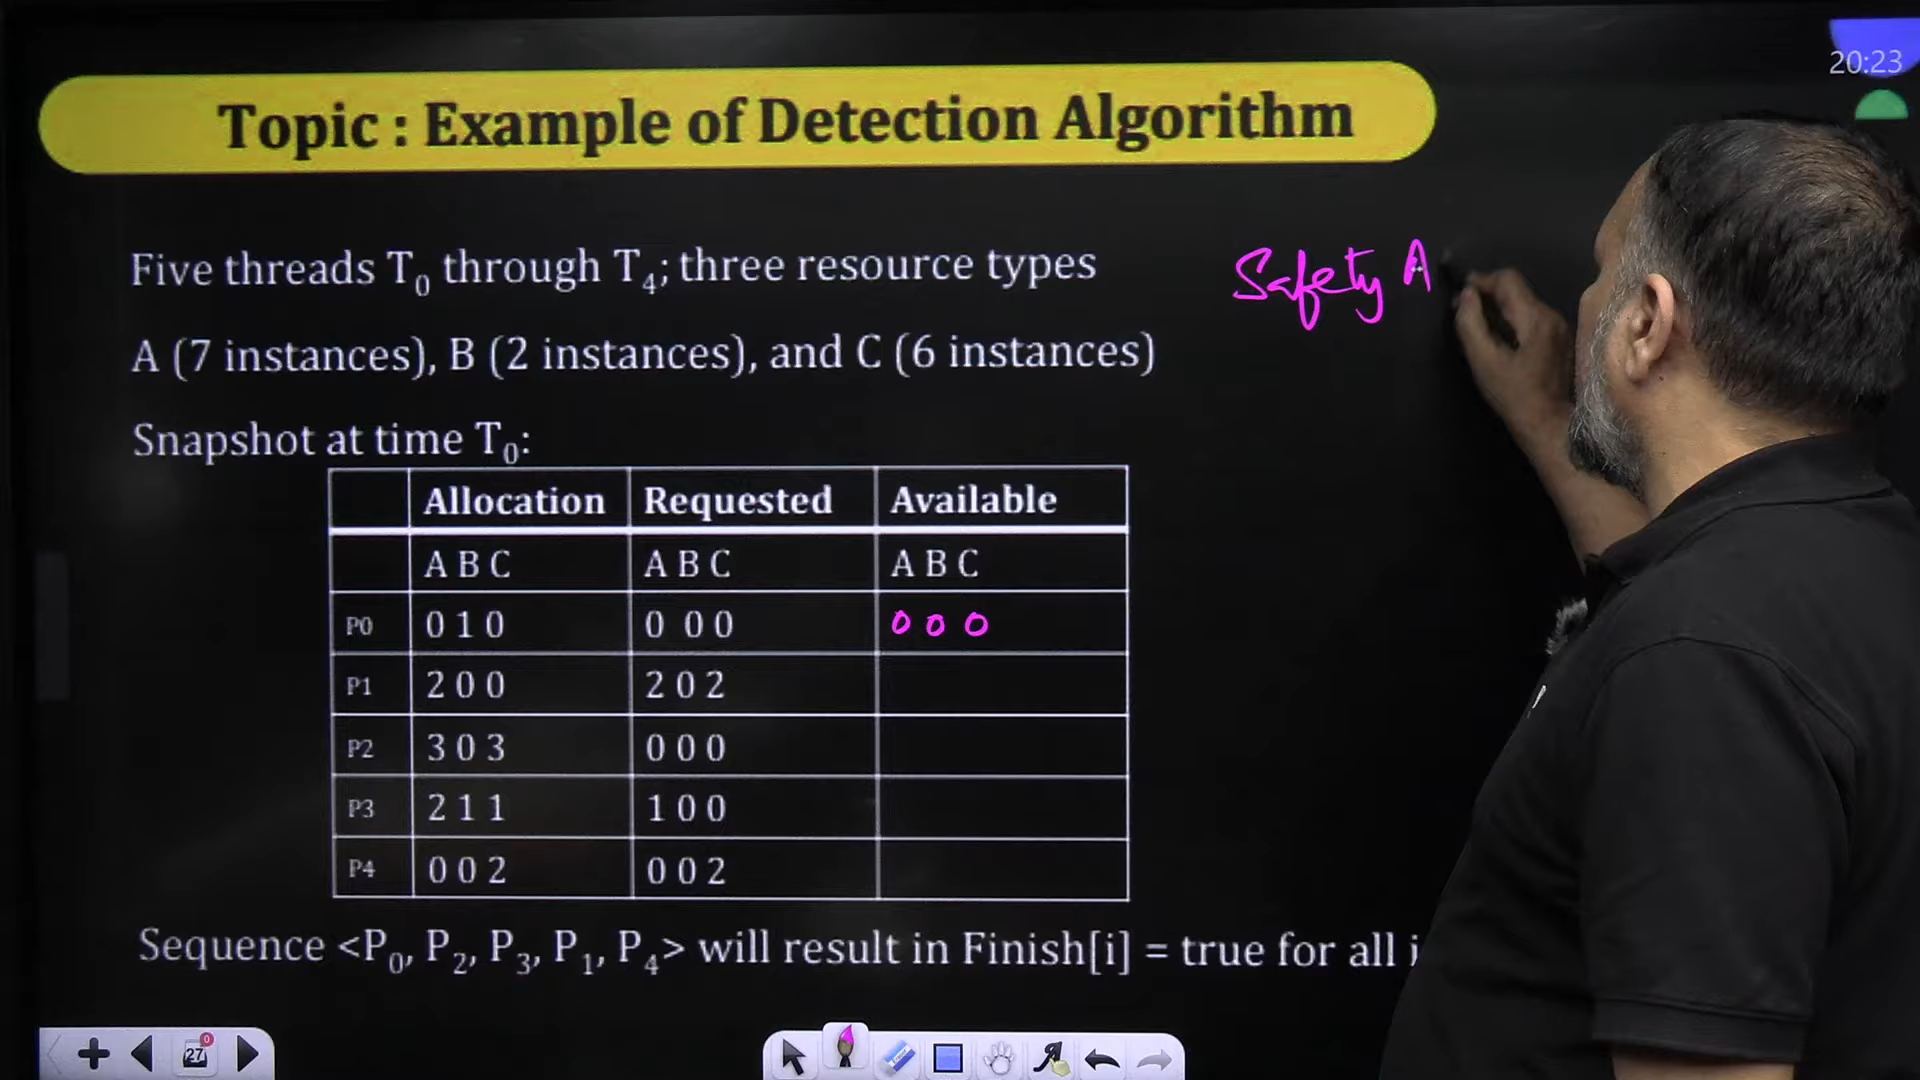 20:23
Topic : Example of Detection Algorithm
Five threads T₀ through T₄; three resource types
Safety A
A (7 instances), B (2 instances), and C (6 instances)
Snapshot at time T₀:
Allocation Requested Available
A B C A B C A B C
P0 0 1 0 0 0 0 0 0 0
P1 2 0 0 2 0 2
P2 3 0 3 0 0 0
P3 2 1 1 1 0 0
P4 0 0 2 0 0 2
Sequence <P₀, P₂, P₃, P₁, P₄> will result in Finish[i] = true for all i
27
0